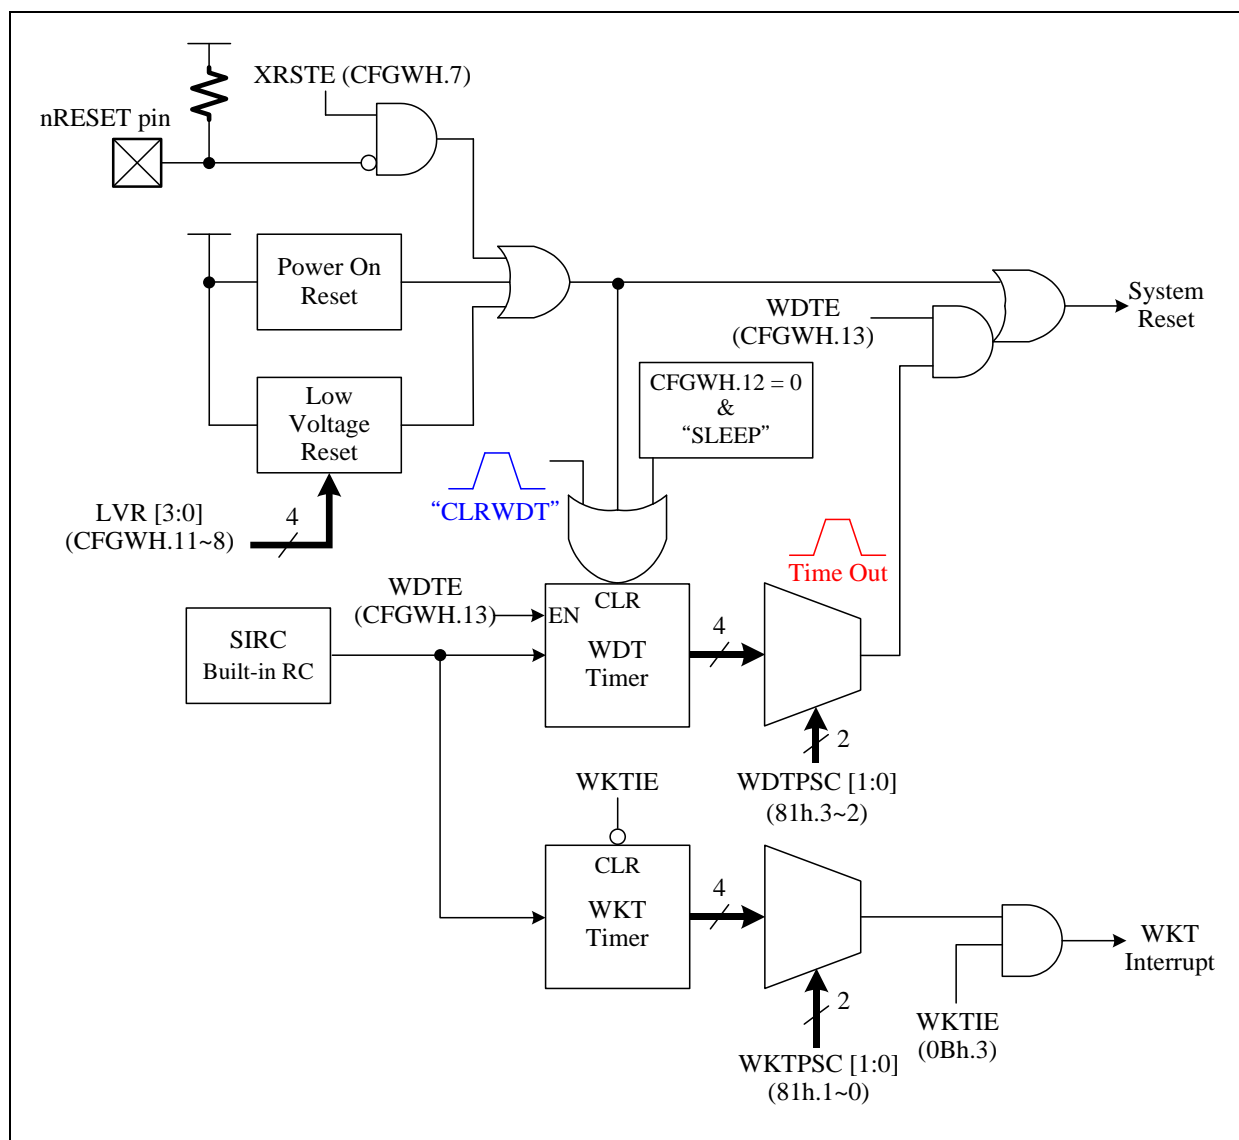 XRSTE (CFGWH.7)
nRESET pin
Power On
Reset
System
Reset
WDTE
(CFGWH.13)
Low
Voltage
Reset
CFGWH.12 = 0
&
“SLEEP”
“CLRWDT”
LVR [3:0]
(CFGWH.11~8)
4
Time Out
WDTE
(CFGWH.13)
EN
CLR
WDT
Timer
4
SIRC
Built-in RC
2
WDTPSC [1:0]
(81h.3~2)
WKTIE
CLR
WKT
Timer
4
WKT
Interrupt
2
WKTIE
(0Bh.3)
WKTPSC [1:0]
(81h.1~0)